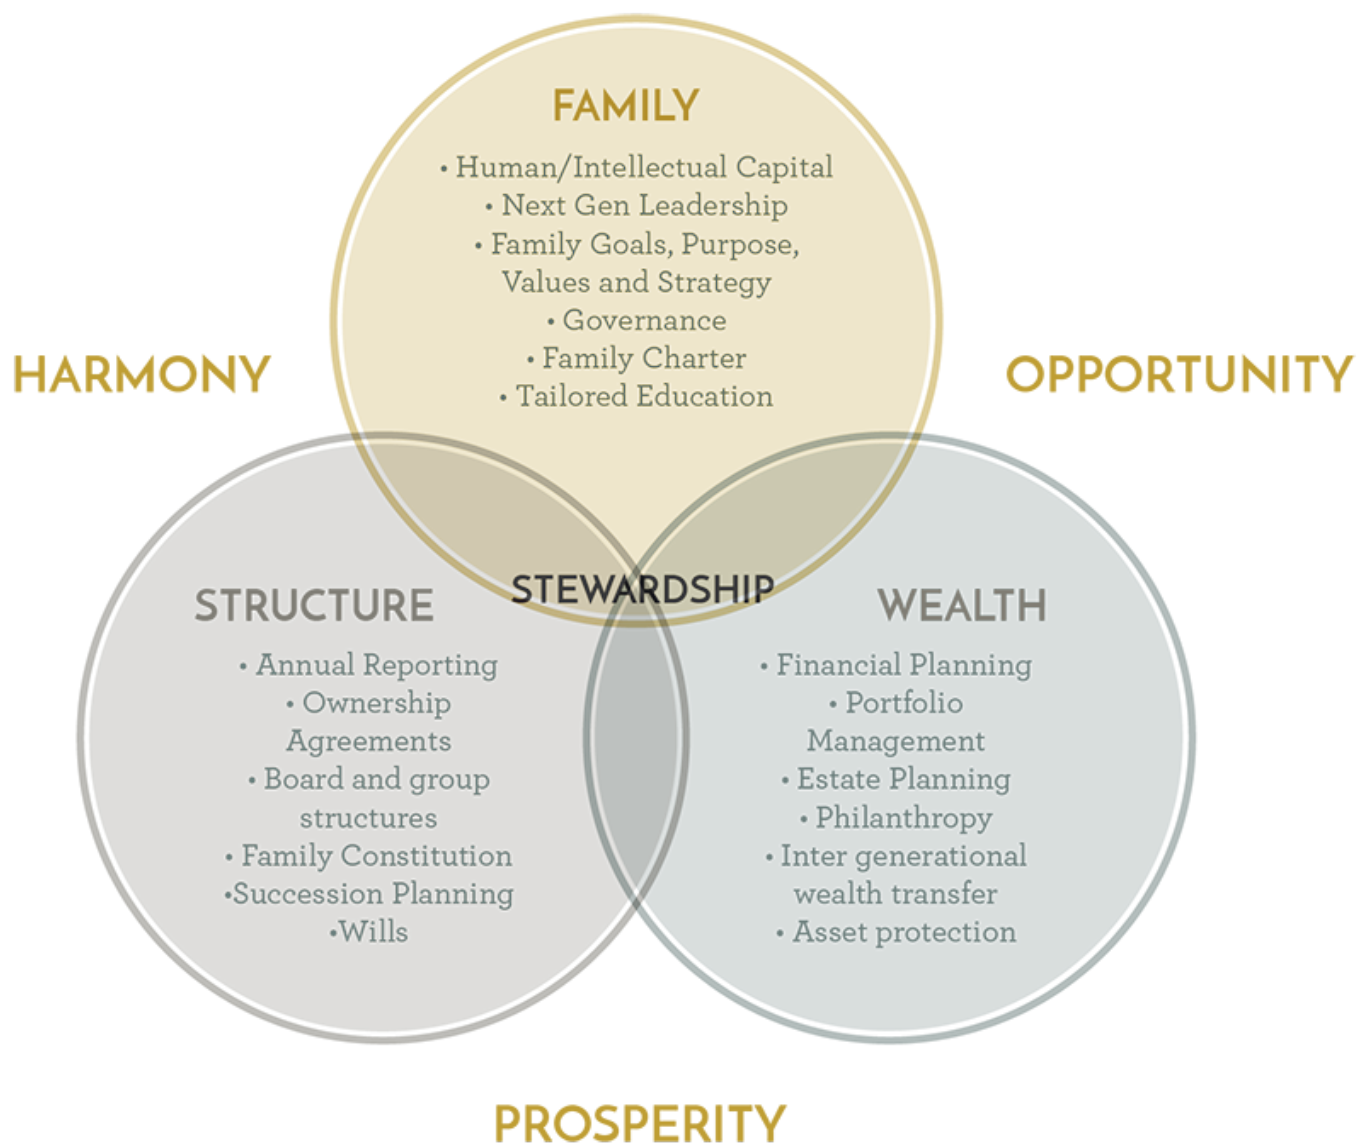 FAMILY
• Human/Intellectual Capital
• Next Gen Leadership
• Family Goals, Purpose,
Values and Strategy
• Governance
• Family Charter
• Tailored Education
HARMONY
OPPORTUNITY
STEWARDSHIP
STRUCTURE
• Annual Reporting
• Ownership
Agreements
• Board and group
structures
• Family Constitution
•Succession Planning
•Wills
WEALTH
• Financial Planning
• Portfolio
Management
• Estate Planning
• Philanthropy
• Inter generational
wealth transfer
• Asset protection
PROSPERITY